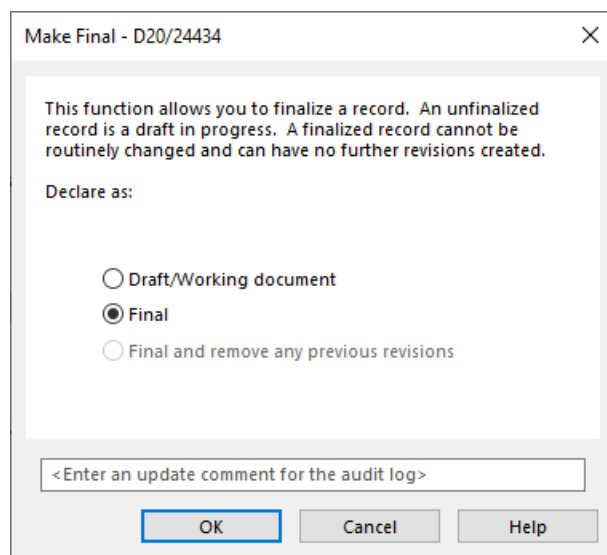 Make Final - D20/24434
This function allows you to finalize a record. An unfinalized
record is a draft in progress. A finalized record cannot be
routinely changed and can have no further revisions created.
Declare as:
Draft/Working document
Final
Final and remove any previous revisions
<Enter an update comment for the audit log>
OK
Cancel
Help